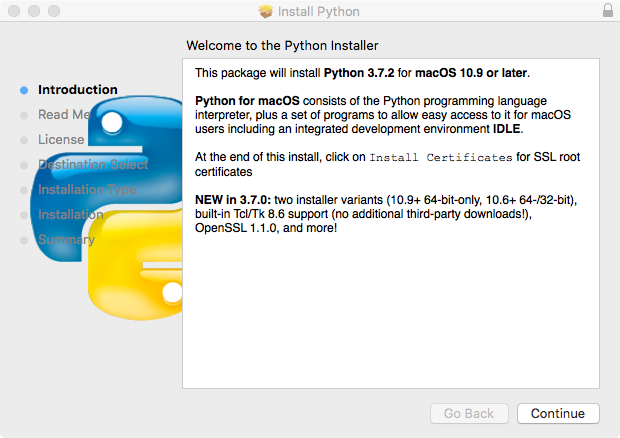 Install Python
Welcome to the Python Installer
Introduction
Read Me
License
Destination Select
Installation Type
Installation
Summary
This package will install Python 3.7.2 for macOS 10.9 or later.
Python for macOS consists of the Python programming language
interpreter, plus a set of programs to allow easy access to it for macOS
users including an integrated development environment IDLE.
At the end of this install, click on Install Certificates for SSL root
certificates
NEW in 3.7.0: two installer variants (10.9+ 64-bit-only, 10.6+ 64-/32-bit),
built-in Tcl/Tk 8.6 support (no additional third-party downloads!),
OpenSSL 1.1.0, and more!
Go Back
Continue